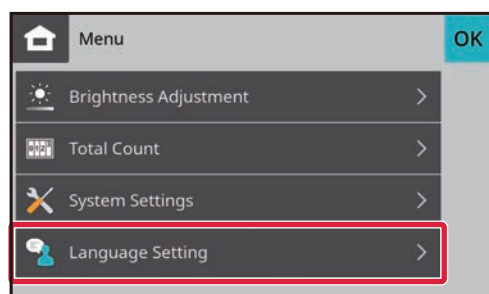 Menu
OK
Brightness Adjustment
Total Count
System Settings
Language Setting